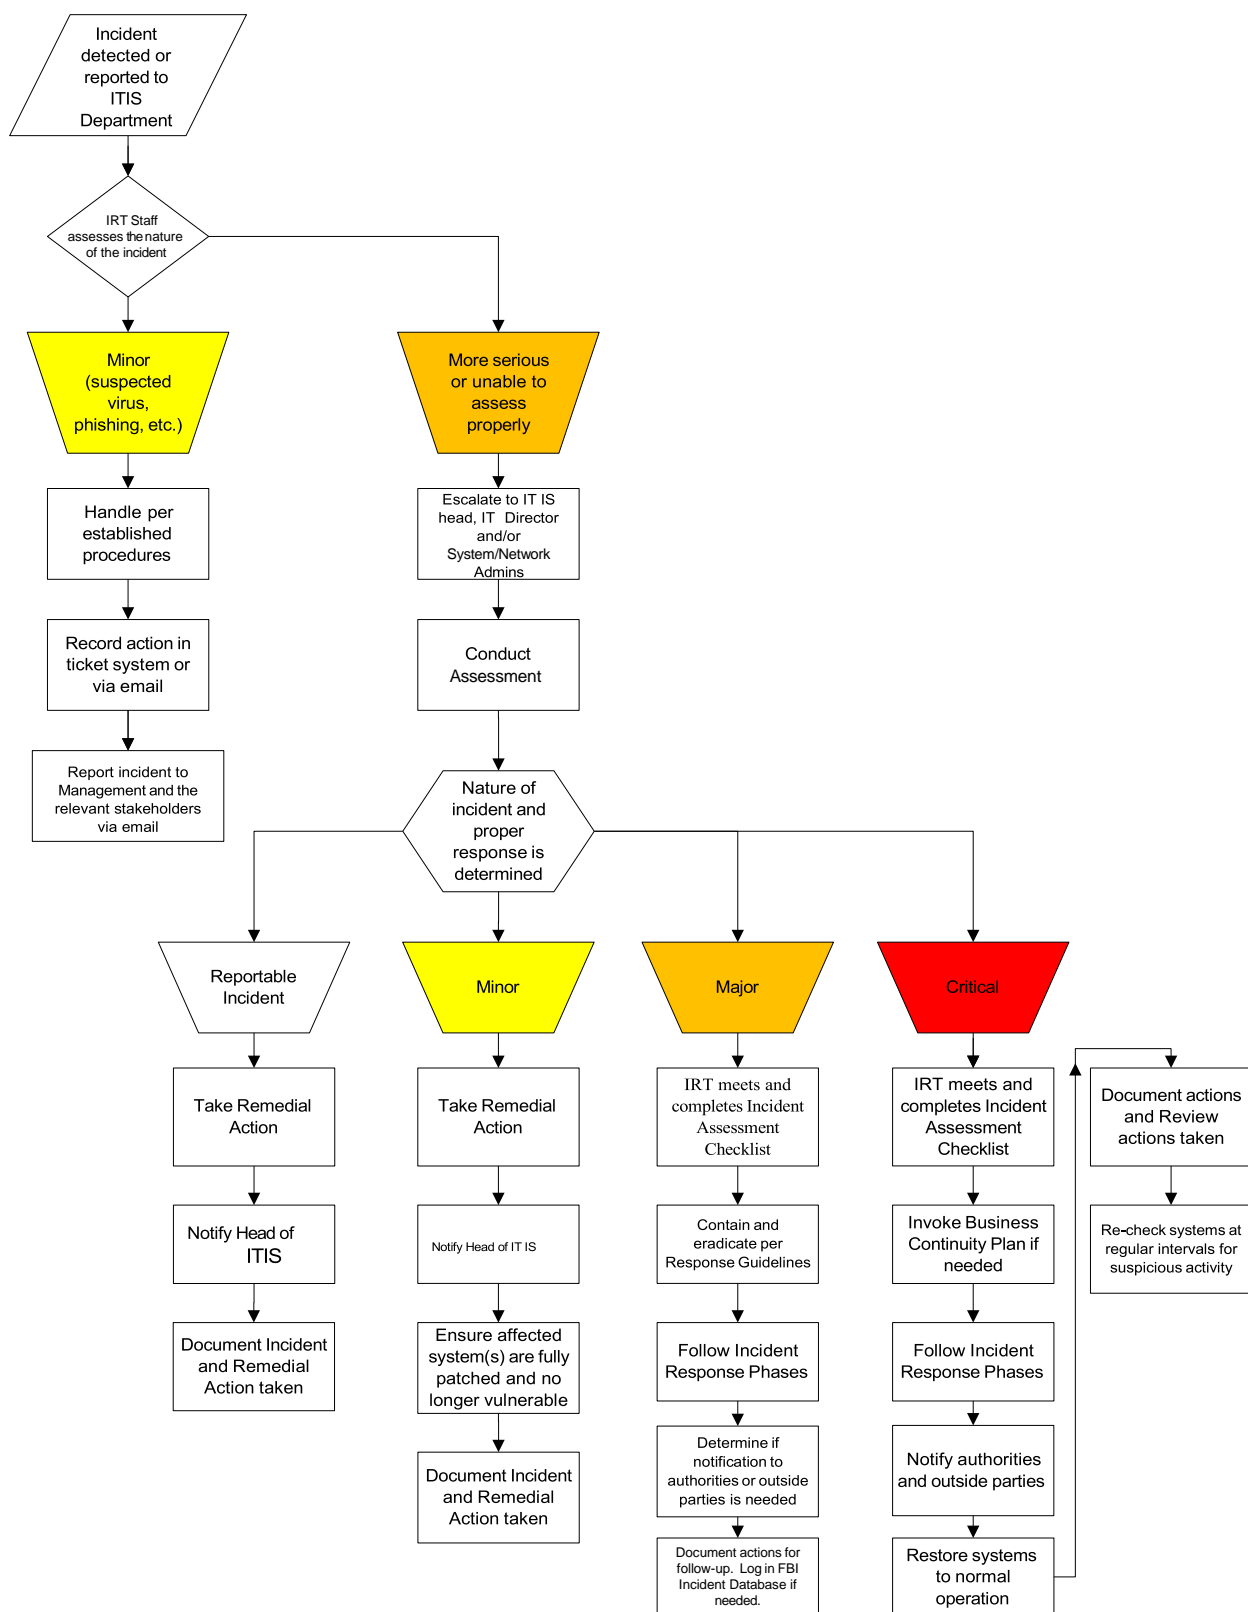 Incident
detected or
reported to
ITIS
Department
IRT Staff
assesses the nature
of the incident
Minor
(suspected
virus,
phishing, etc.)
More serious
or unable to
assess
properly
Handle per
established
procedures
Escalate to IT IS
head, IT Director
and/or
System/Network
Admins
Record action in
ticket system or
via email
Conduct
Assessment
Report incident to
Management and the
relevant stakeholders
via email
Nature of
incident and
proper
response is
determined
Reportable
Incident
Minor
Major
Critical
Take Remedial
Action
Take Remedial
Action
IRT meets and
completes Incident
Assessment
Checklist
IRT meets and
completes Incident
Assessment
Checklist
Document actions
and Review
actions taken
Notify Head of
ITIS
Notify Head of IT IS
Contain and
eradicate per
Response Guidelines
Invoke Business
Continuity Plan if
needed
Re-check systems at
regular intervals for
suspicious activity
Document Incident
and Remedial
Action taken
Ensure affected
system(s) are fully
patched and no
longer vulnerable
Follow Incident
Response Phases
Follow Incident
Response Phases
Document Incident
and Remedial
Action taken
Determine if
notification to
authorities or outside
parties is needed
Notify authorities
and outside parties
Document actions for
follow-up. Log in FBI
Incident Database if
needed.
Restore systems
to normal
operation